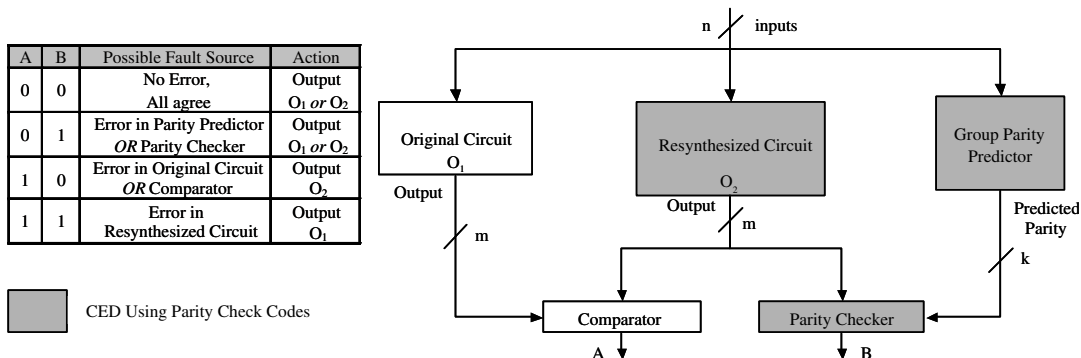 A B Possible Fault Source Action
0 0 No Error, All agree Output O1 or O2
0 1 Error in Parity Predictor OR Parity Checker Output O1 or O2
1 0 Error in Original Circuit OR Comparator Output O2
1 1 Error in Resynthesized Circuit Output O1
CED Using Parity Check Codes
n inputs
Original Circuit
O1
Resynthesized Circuit
O2
Group Parity
Predictor
Output
m
Output
m
Predicted
Parity
k
Comparator
Parity Checker
A
B